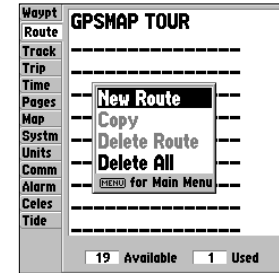 Waypt
Route
Track
Trip
Time
Pages
Map
Systm
Units
Comm
Alarm
Celes
Tide
GPSMAP TOUR
New Route
Copy
Delete Route
Delete All
MENU for Main Menu
19 Available 1 Used